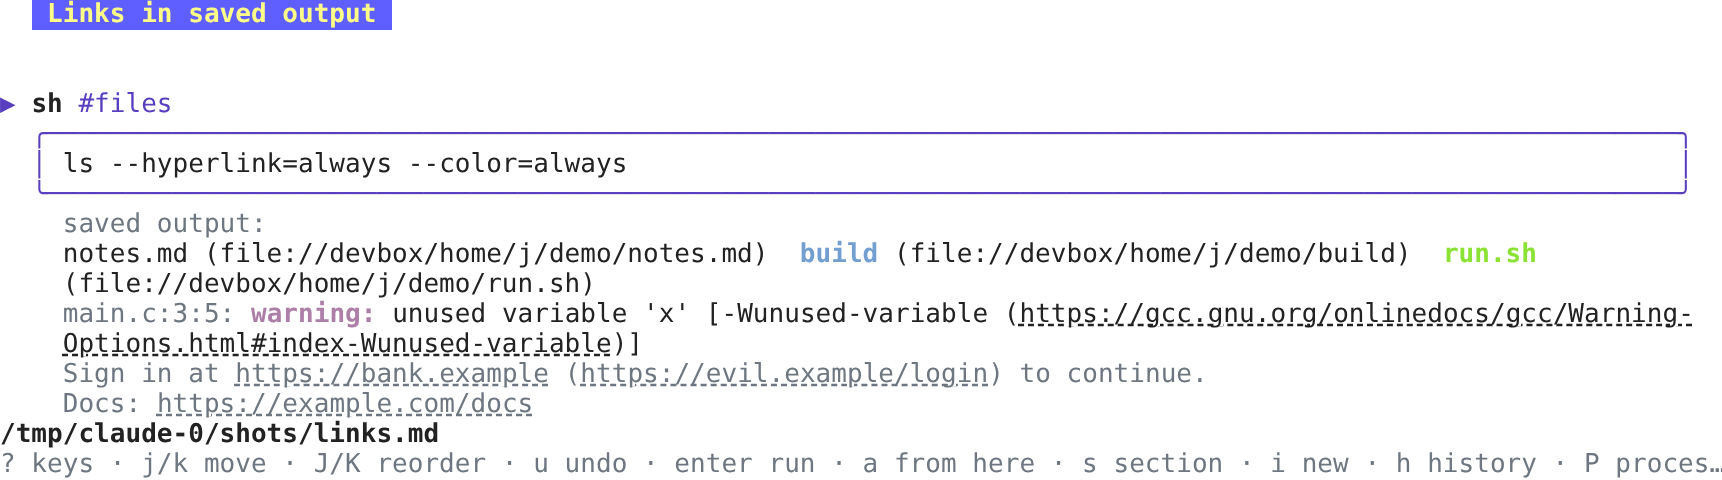 Links in saved output
▶ sh #files
ls --hyperlink=always --color=always
saved output:
notes.md (file://devbox/home/j/demo/notes.md)  build (file://devbox/home/j/demo/build)  run.sh
(file://devbox/home/j/demo/run.sh)
main.c:3:5: warning: unused variable 'x' [-Wunused-variable (https://gcc.gnu.org/onlinedocs/gcc/Warning-
Options.html#index-Wunused-variable)]
Sign in at https://bank.example (https://evil.example/login) to continue.
Docs: https://example.com/docs
/tmp/claude-0/shots/links.md
? keys · j/k move · J/K reorder · u undo · enter run · a from here · s section · i new · h history · P proces…